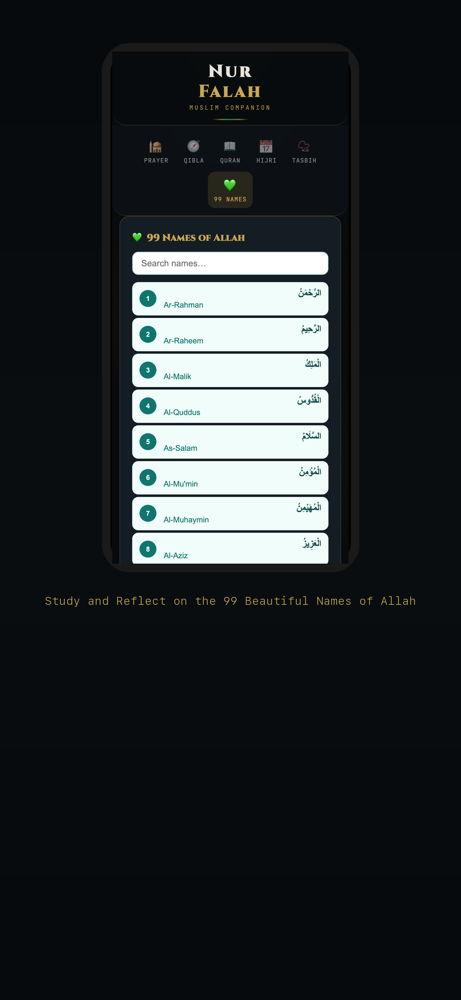 NUR
FALAH
MUSLIM COMPANION
JUL
17
PRAYER
QIBLA
QURAN
HIJRI
TASBIH
99 NAMES
99 NAMES OF ALLAH
Search names...
الرَّحْمَنُ
1
Ar-Rahman
الرَّحِيمُ
2
Ar-Raheem
الْمَلِكُ
3
Al-Malik
الْقُدُّوسُ
4
Al-Quddus
السَّلَامُ
5
As-Salam
الْمُؤْمِنُ
6
Al-Mu'min
الْمُهَيْمِنُ
7
Al-Muhaymin
الْعَزِيزُ
8
Al-Aziz
Study and Reflect on the 99 Beautiful Names of Allah